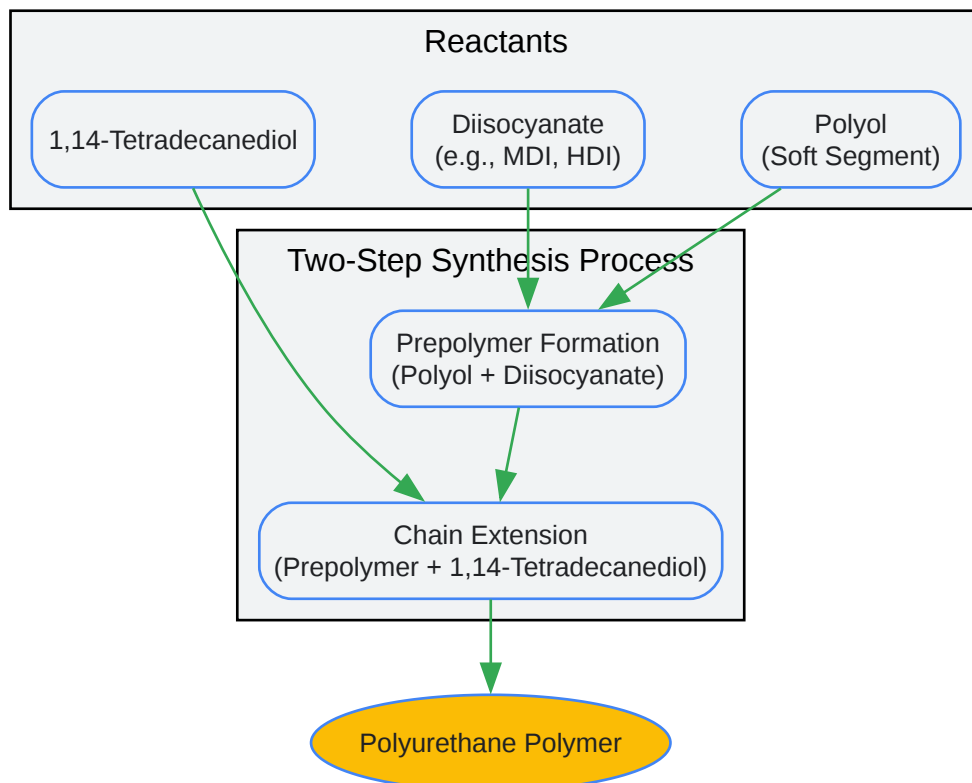 Reactants
1,14-Tetradecanediol
Diisocyanate
(e.g., MDI, HDI)
Polyol
(Soft Segment)
Two-Step Synthesis Process
Prepolymer Formation
(Polyol + Diisocyanate)
Chain Extension
(Prepolymer + 1,14-Tetradecanediol)
Polyurethane Polymer